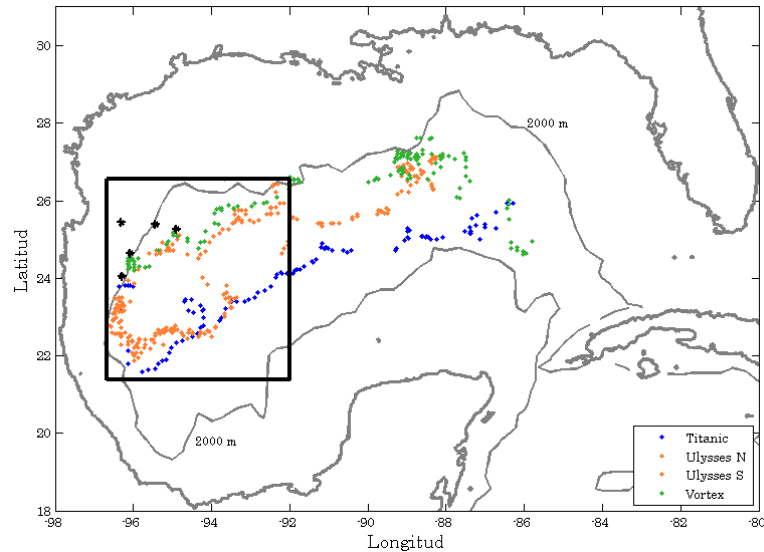 30
28
26
24
22
20
18
Latitud
2000 m
2000 m
Titanic
Ulysses N
Ulysses S
Vortex
-98
-96
-94
-92
-90
-88
-86
-84
-82
-80
Longitud